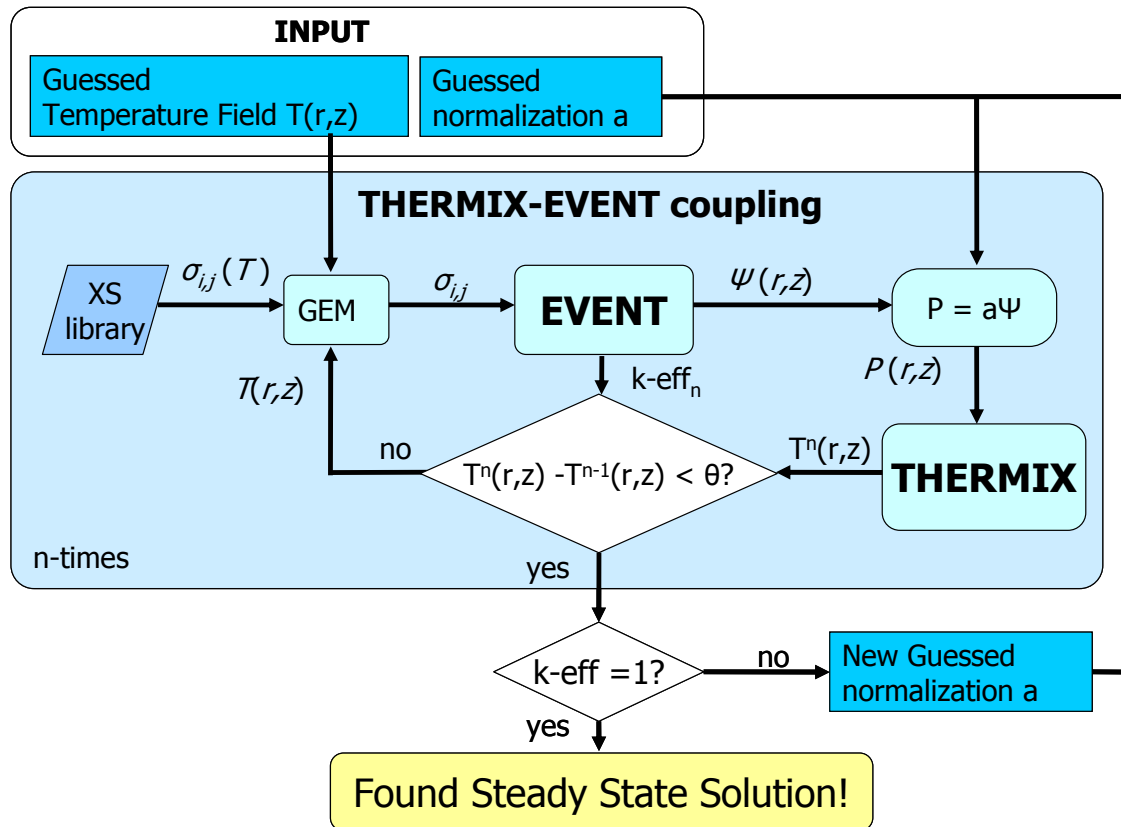 INPUT
Guessed
Temperature Field T(r,z)
Guessed
normalization a
THERMIX-EVENT coupling
XS
library
σi,j (T)
GEM
σi,j
EVENT
Ψ(r,z)
P = aΨ
T(r,z)
k-effn
P(r,z)
no
Tⁿ(r,z) -Tⁿ⁻¹(r,z) < θ?
Tⁿ(r,z)
THERMIX
n-times
yes
k-eff =1?
no
New Guessed
normalization a
yes
Found Steady State Solution!